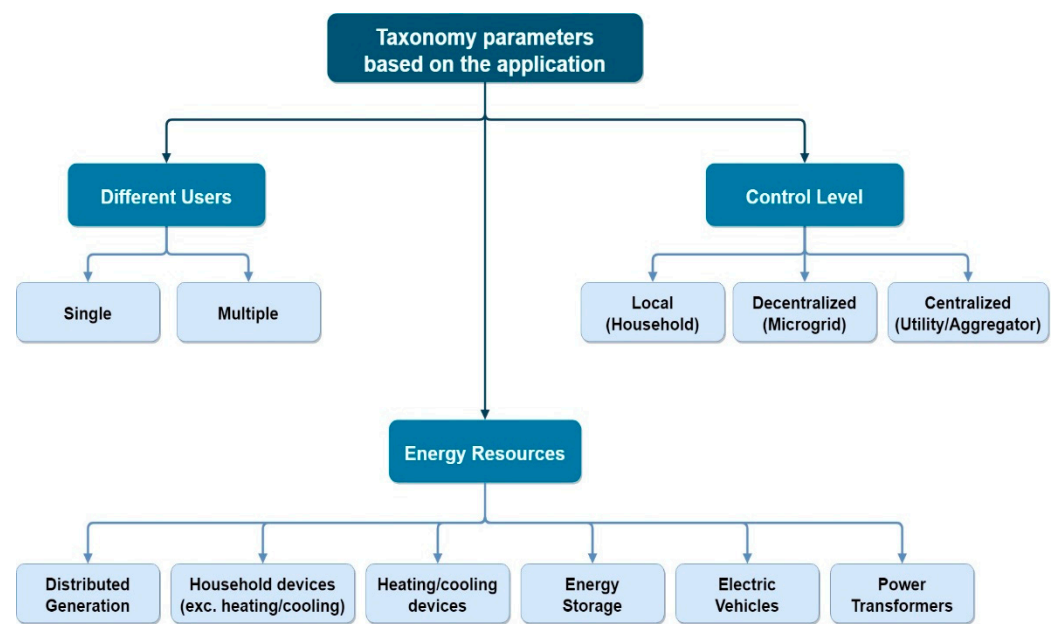 Taxonomy parameters
based on the application
Different Users
Control Level
Single
Multiple
Local
(Household)
Decentralized
(Microgrid)
Centralized
(Utility/Aggregator)
Energy Resources
Distributed
Generation
Household devices
(exc. heating/cooling)
Heating/cooling
devices
Energy
Storage
Electric
Vehicles
Power
Transformers